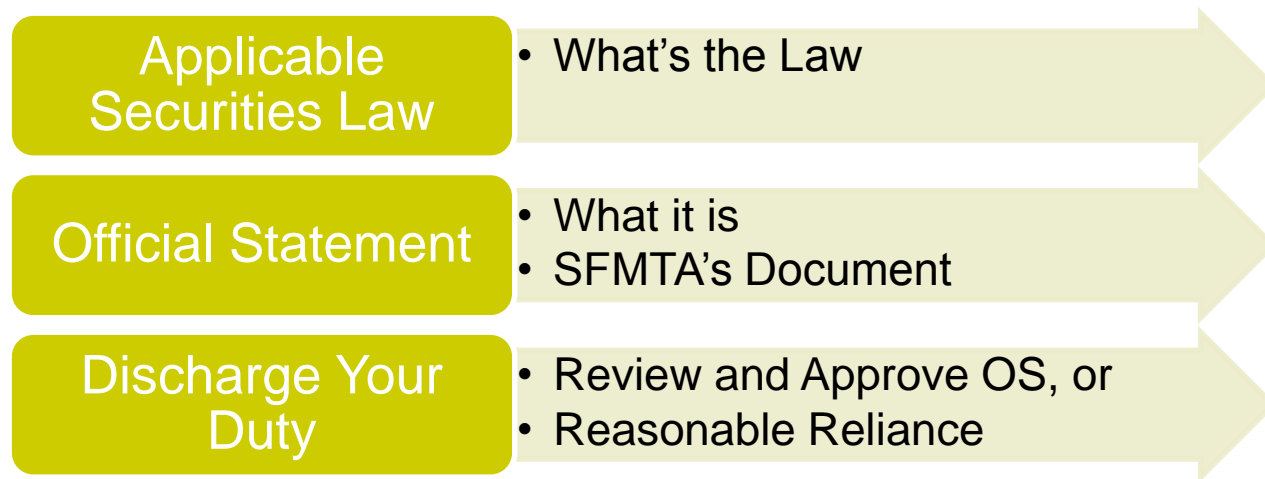 Applicable
Securities Law
• What’s the Law
Official Statement
• What it is
• SFMTA’s Document
Discharge Your
Duty
• Review and Approve OS, or
• Reasonable Reliance